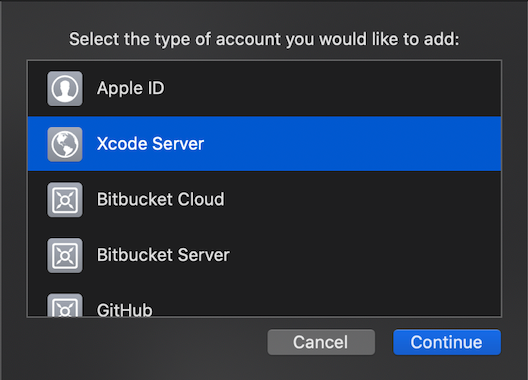 Select the type of account you would like to add:
Apple ID
Xcode Server
Bitbucket Cloud
Bitbucket Server
GitHub
Cancel
Continue